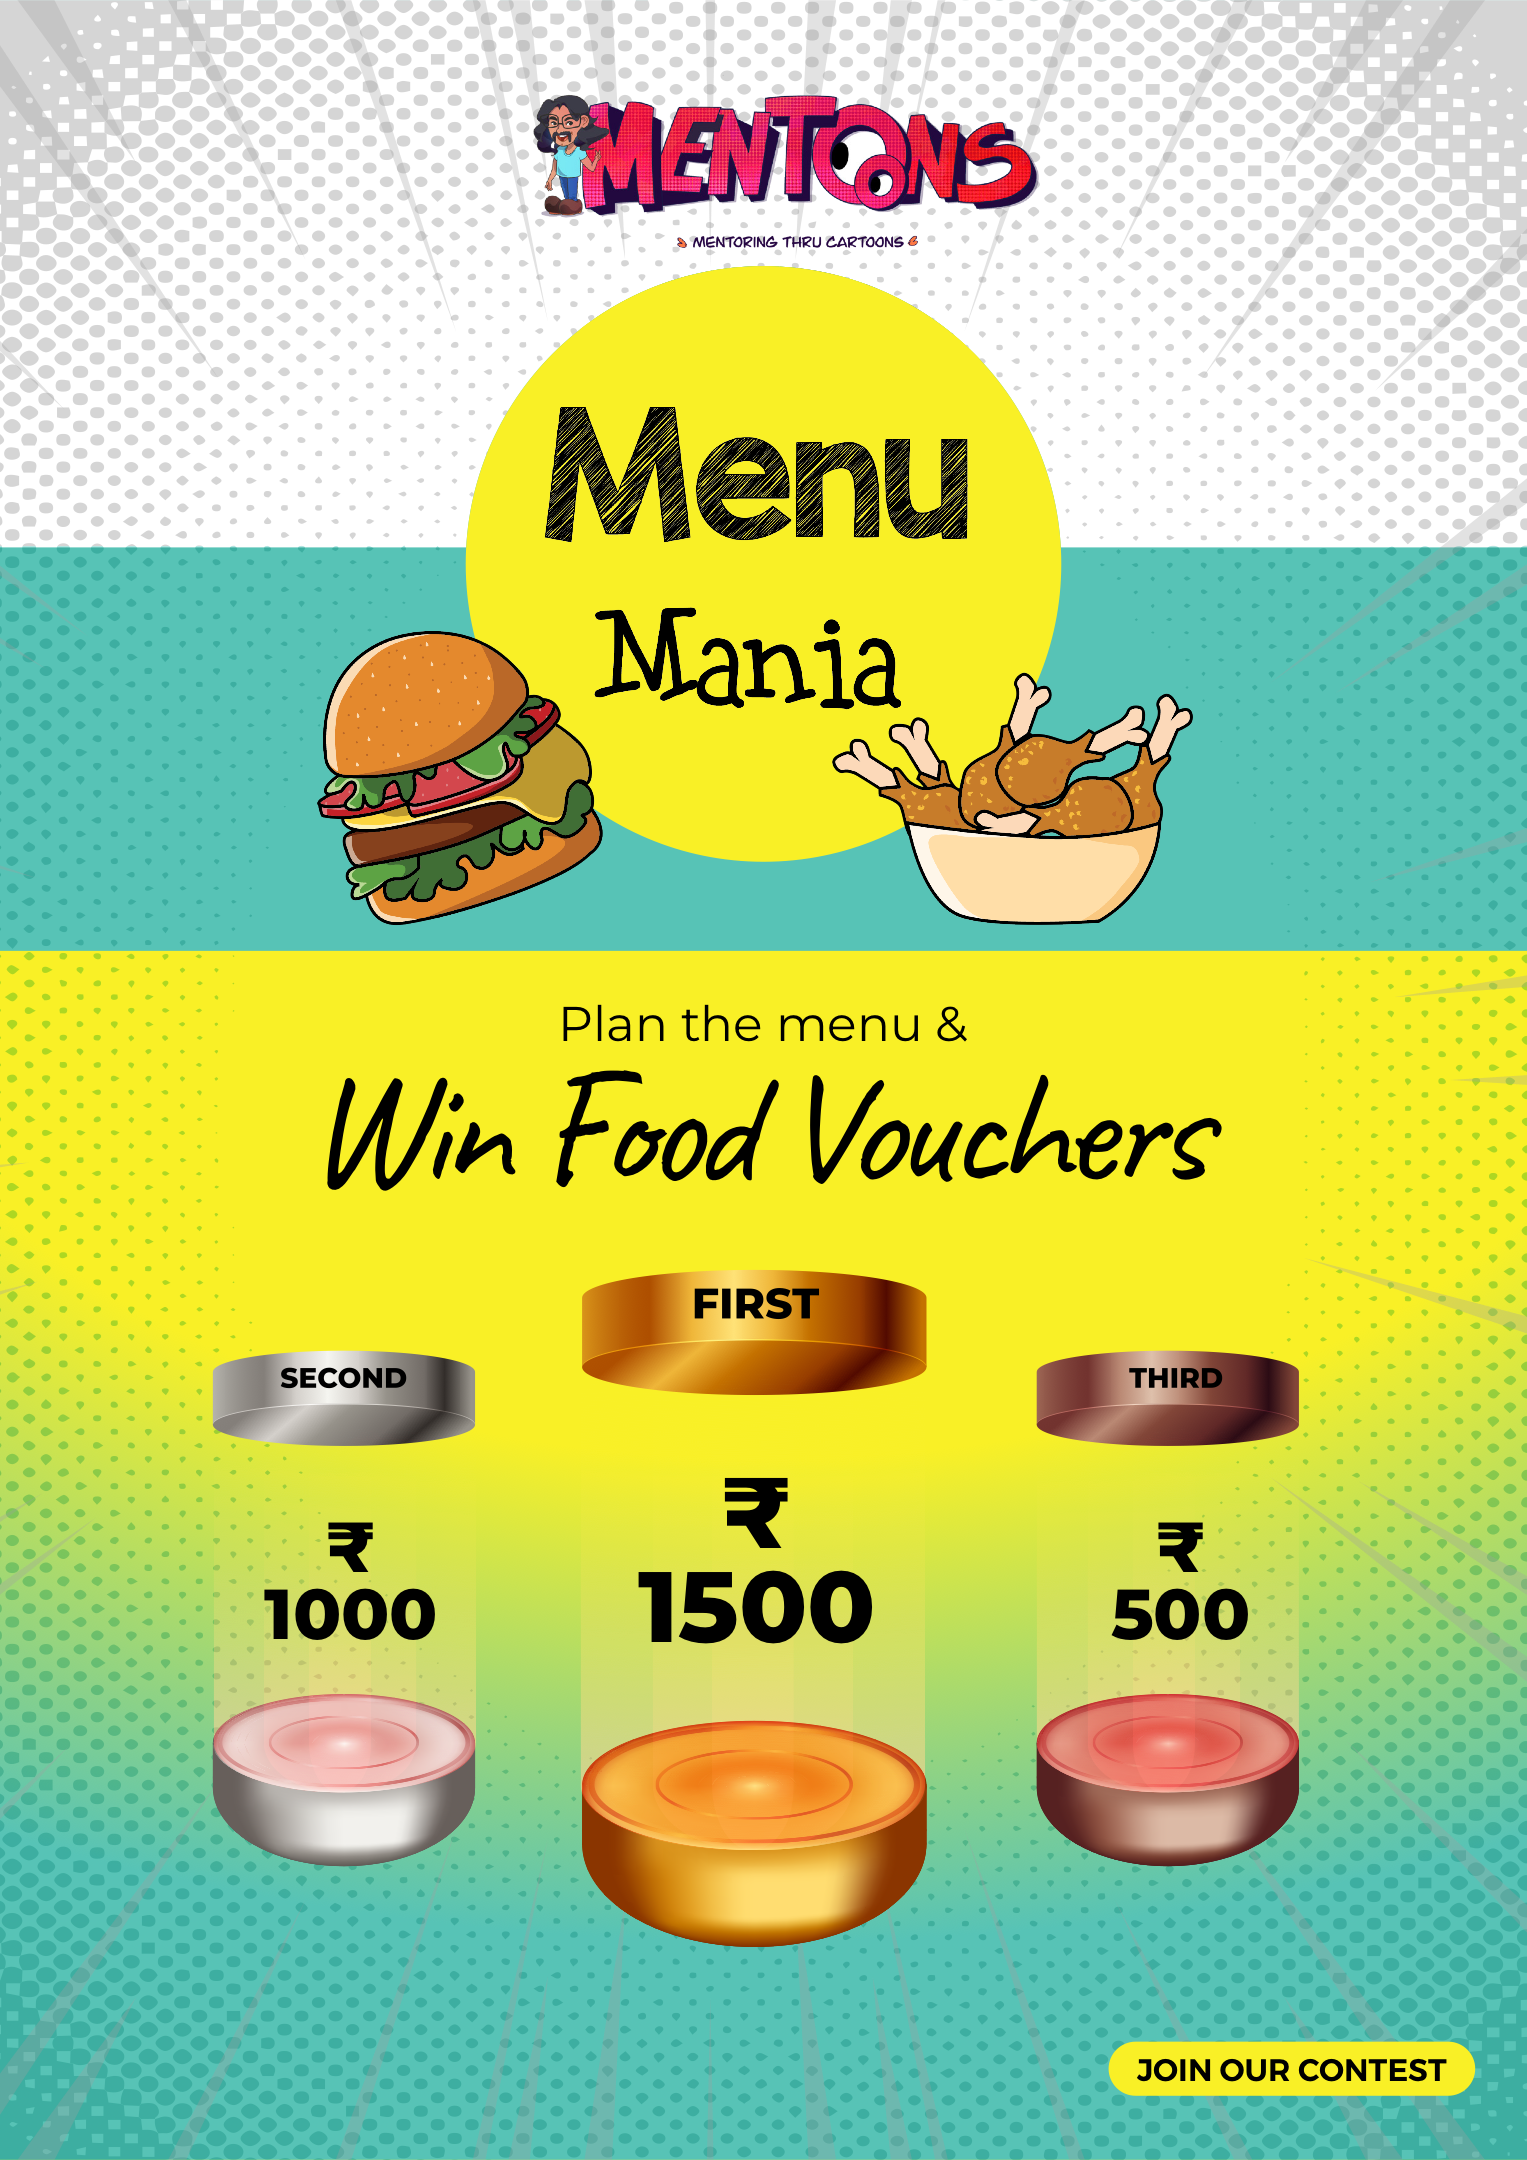 MENTOONS
MENTORING THRU CARTOONS
Menu
Mania
Plan the menu &
Win Food Vouchers
FIRST
SECOND
THIRD
₹
1500
₹
1000
₹
500
JOIN OUR CONTEST